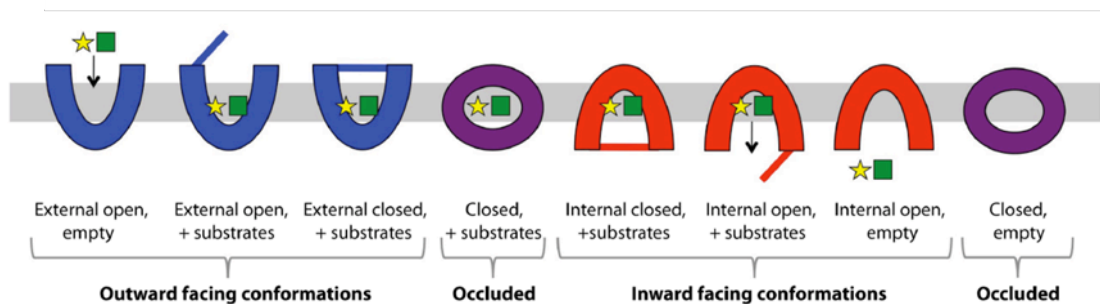 External open,
empty
External open,
+ substrates
External closed,
+ substrates
Closed,
+ substrates
Internal closed,
+substrates
Internal open,
+ substrates
Internal open,
empty
Closed,
empty
Outward facing conformations
Occluded
Inward facing conformations
Occluded